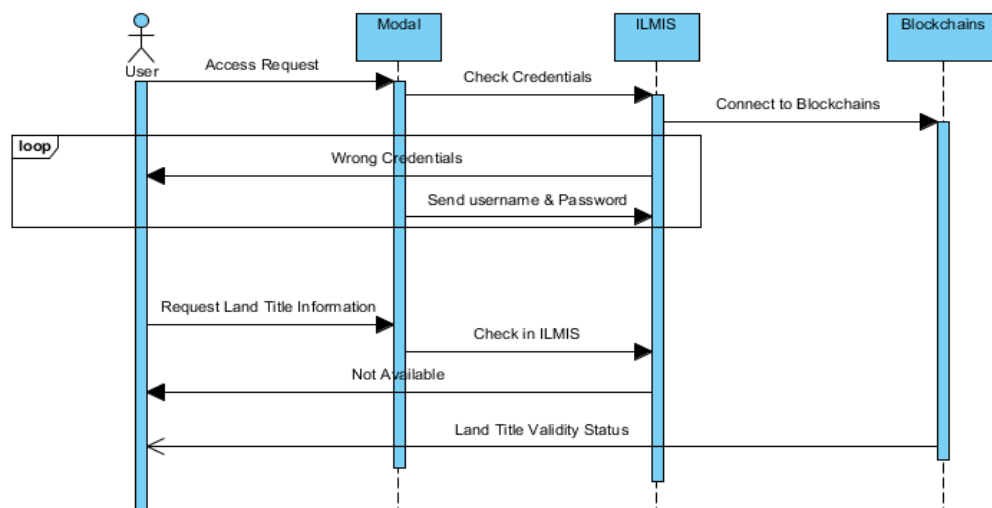 Modal
ILMIS
Blockchains
User
Access Request
Check Credentials
Connect to Blockchains
loop
Wrong Credentials
Send username & Password
Request Land Title Information
Check in ILMIS
Not Available
Land Title Validity Status